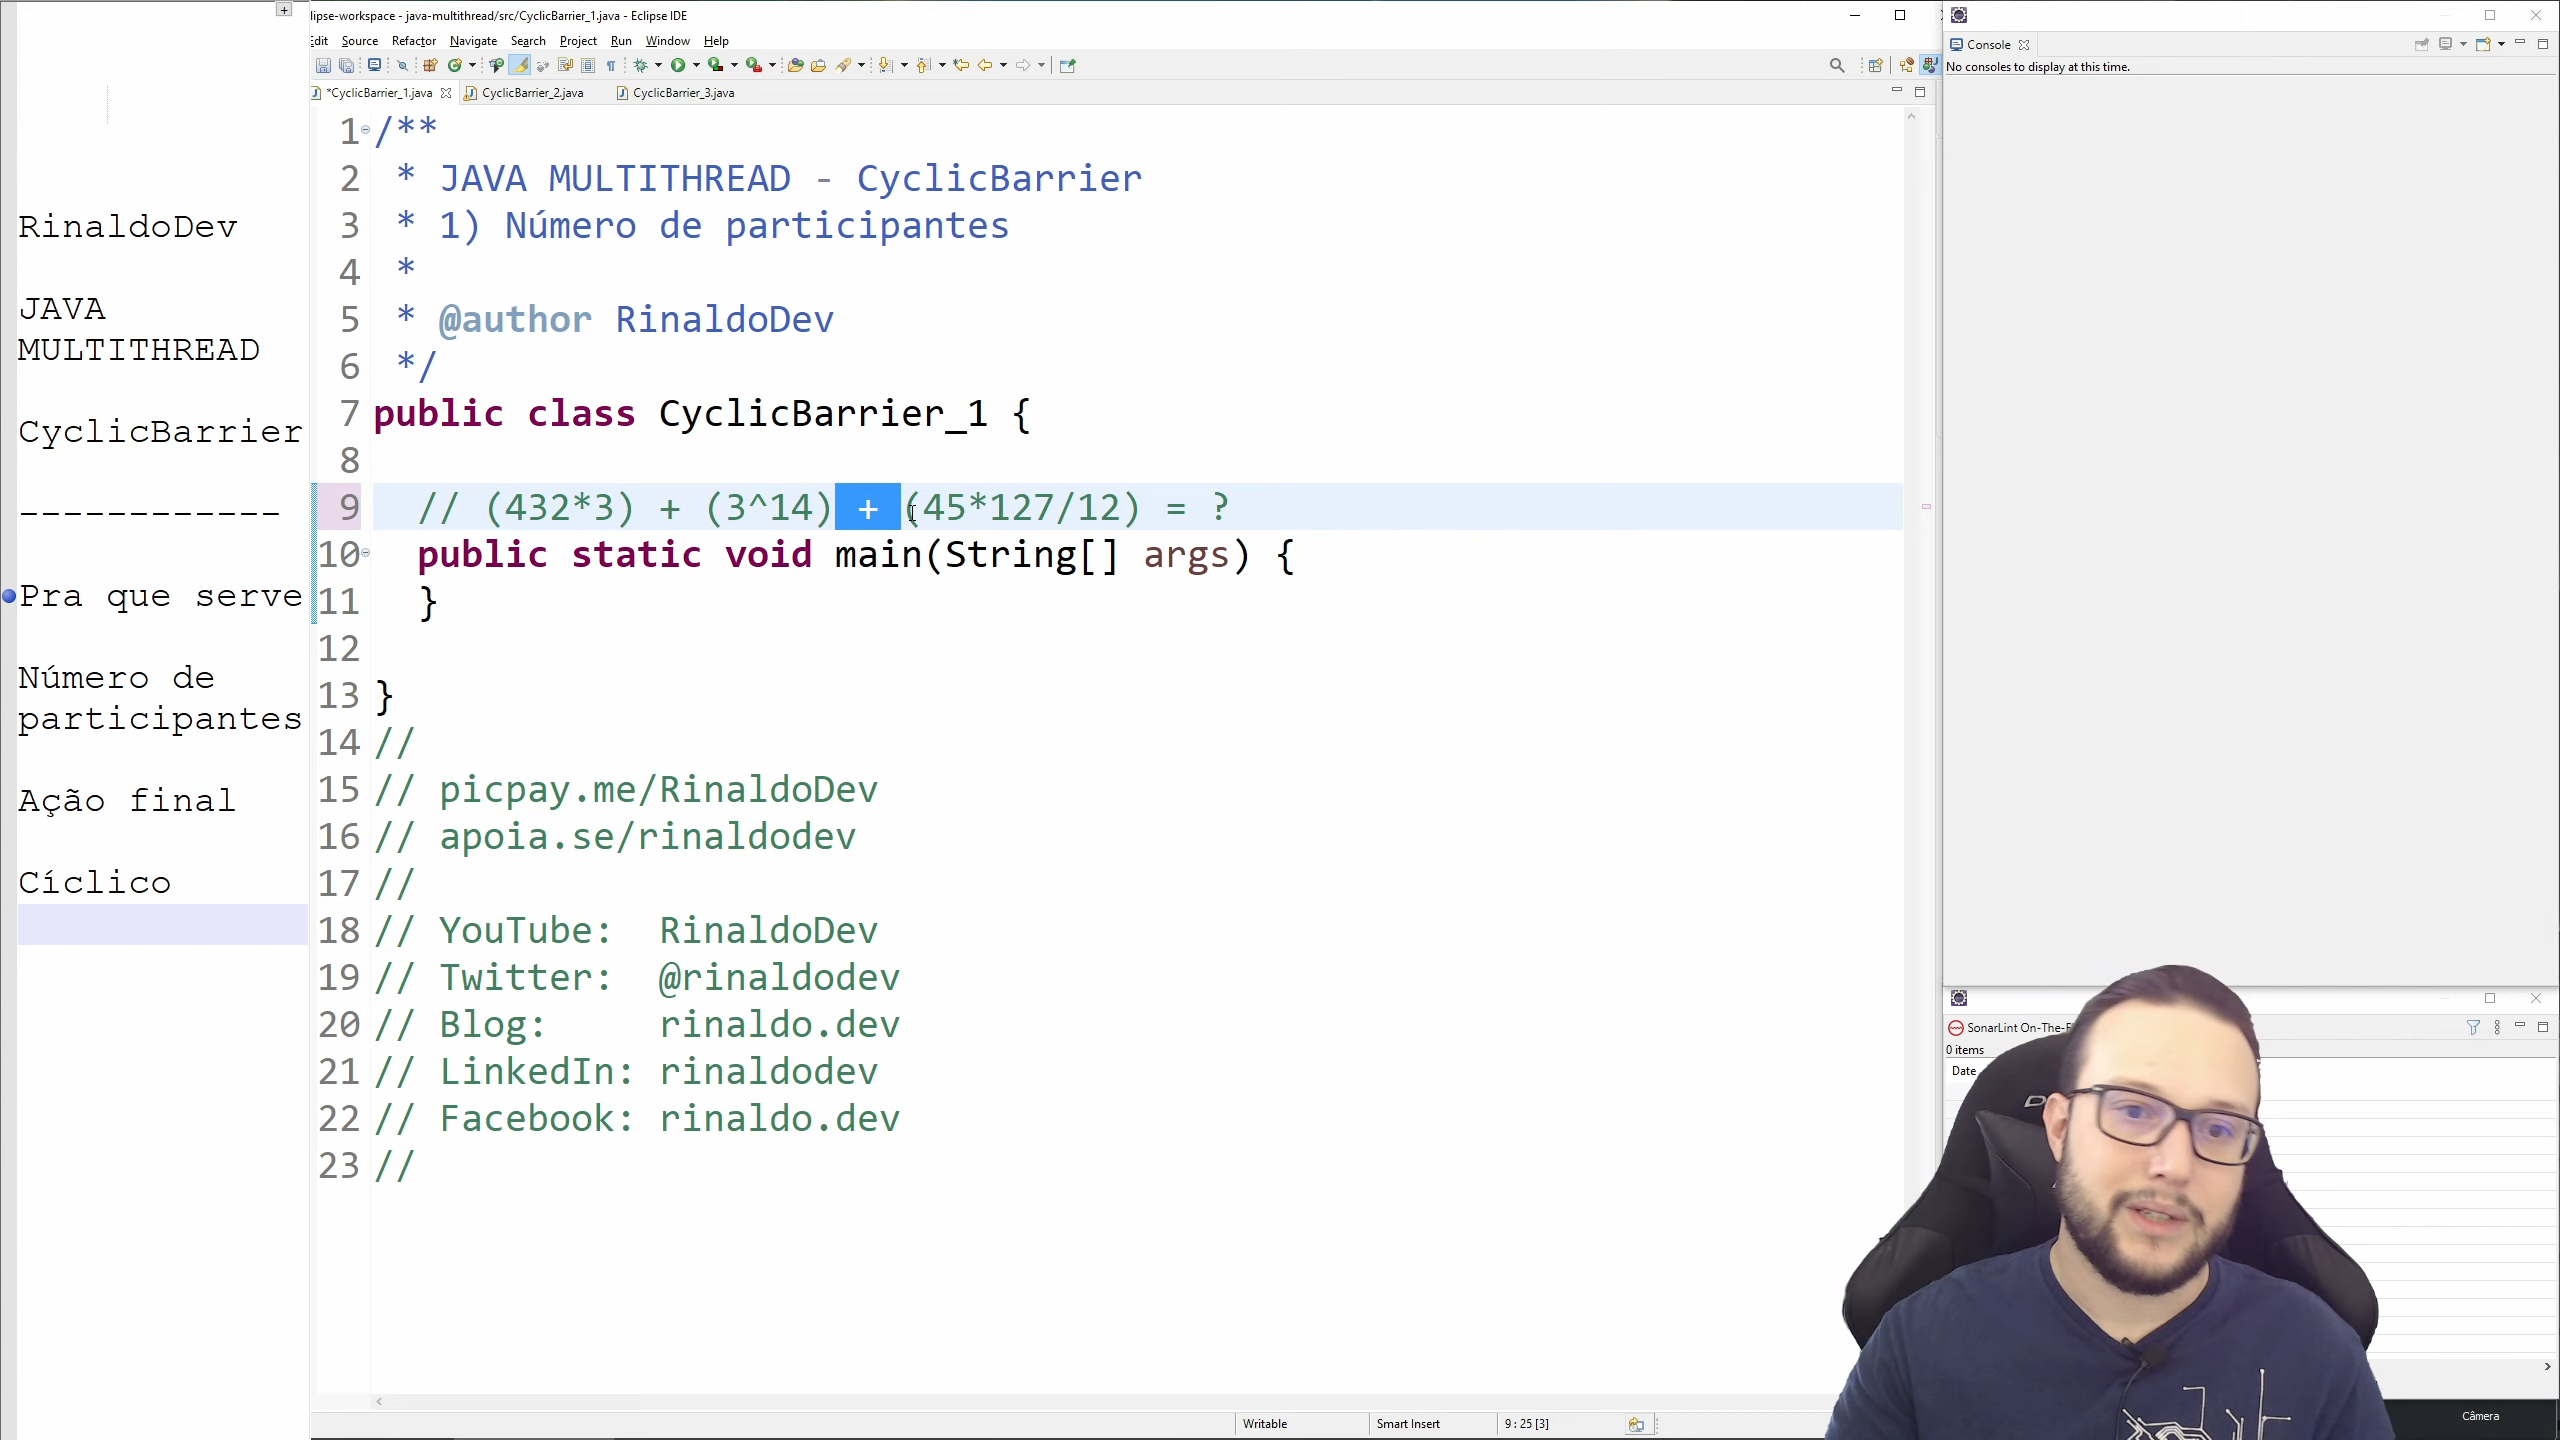 lipse-workspace - java-multithread/src/CyclicBarrier_1.java - Eclipse IDE
Edit Source Refactor Navigate Search Project Run Window Help
*CyclicBarrier_1.java CyclicBarrier_2.java CyclicBarrier_3.java
RinaldoDev
JAVA
MULTITHREAD
CyclicBarrier
------------
Pra que serve
Número de
participantes
Ação final
Cíclico
1 /**
2 * JAVA MULTITHREAD - CyclicBarrier
3 * 1) Número de participantes
4 *
5 * @author RinaldoDev
6 */
7 public class CyclicBarrier_1 {
8
9 // (432*3) + (3^14) + (45*127/12) = ?
10 public static void main(String[] args) {
11 }
12
13 }
14 //
15 // picpay.me/RinaldoDev
16 // apoia.se/rinaldodev
17 //
18 // YouTube: RinaldoDev
19 // Twitter: @rinaldodev
20 // Blog: rinaldo.dev
21 // LinkedIn: rinaldodev
22 // Facebook: rinaldo.dev
23 //
Writable Smart Insert 9 : 25 [3]
Console
No consoles to display at this time.
SonarLint On-The-F
0 items
Date
Câmera